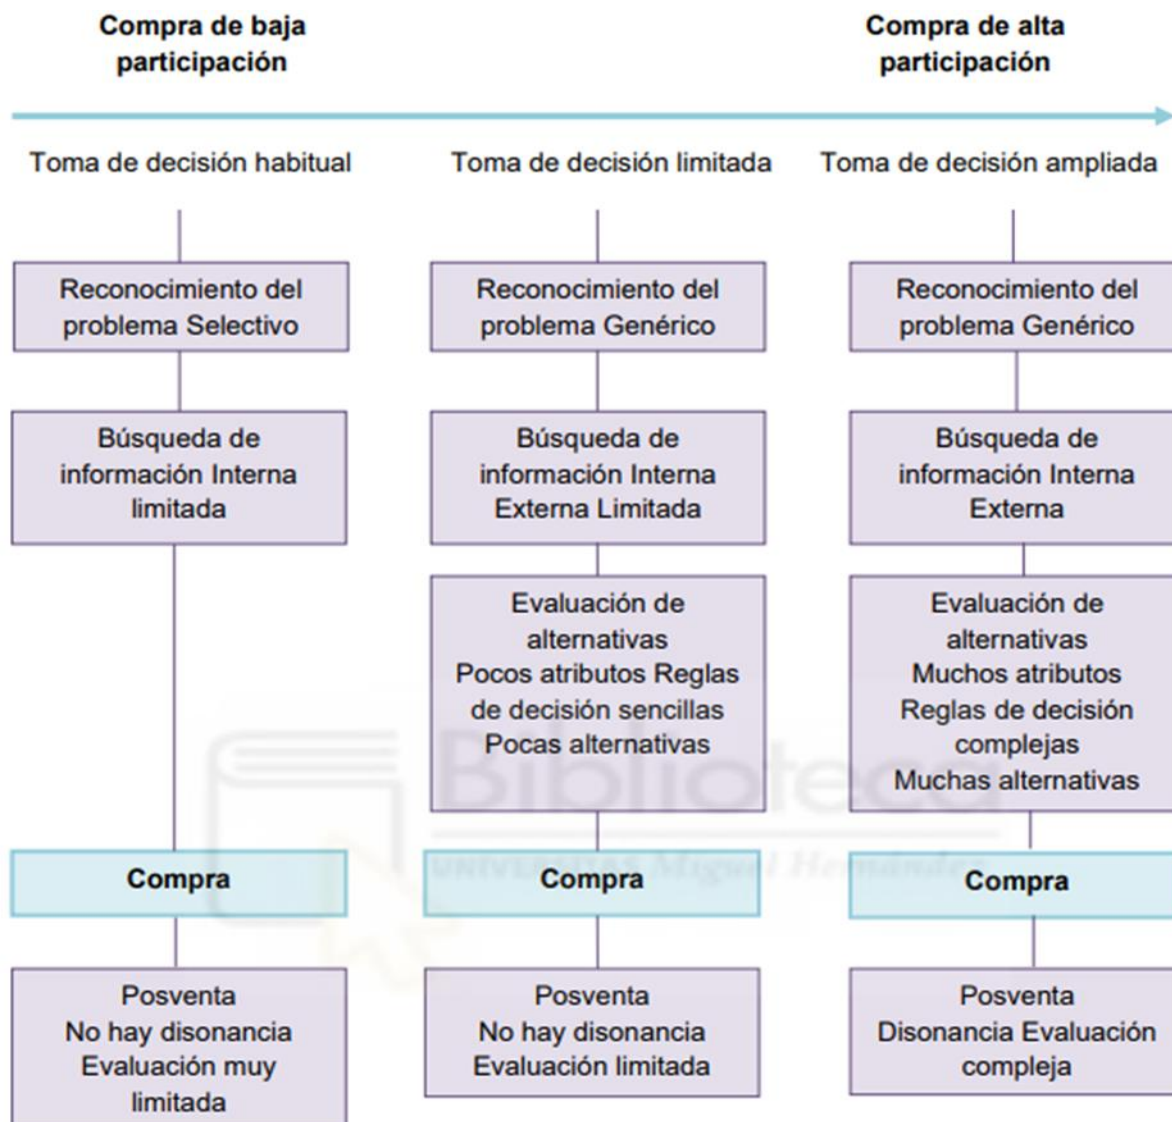 Compra de baja
participación
Compra de alta
participación
Toma de decisión habitual
Toma de decisión limitada
Toma de decisión ampliada
Reconocimiento del
problema Selectivo
Reconocimiento del
problema Genérico
Reconocimiento del
problema Genérico
Búsqueda de
información Interna
limitada
Búsqueda de
información Interna
Externa Limitada
Búsqueda de
información Interna
Externa
Evaluación de
alternativas
Pocos atributos Reglas
de decisión sencillas
Pocas alternativas
Evaluación de
alternativas
Muchos atributos
Reglas de decisión
complejas
Muchas alternativas
Biblioteca
UNIVERSITAS Miguel Hernández
Compra
Compra
Compra
Posventa
No hay disonancia
Evaluación muy
limitada
Posventa
No hay disonancia
Evaluación limitada
Posventa
Disonancia Evaluación
compleja